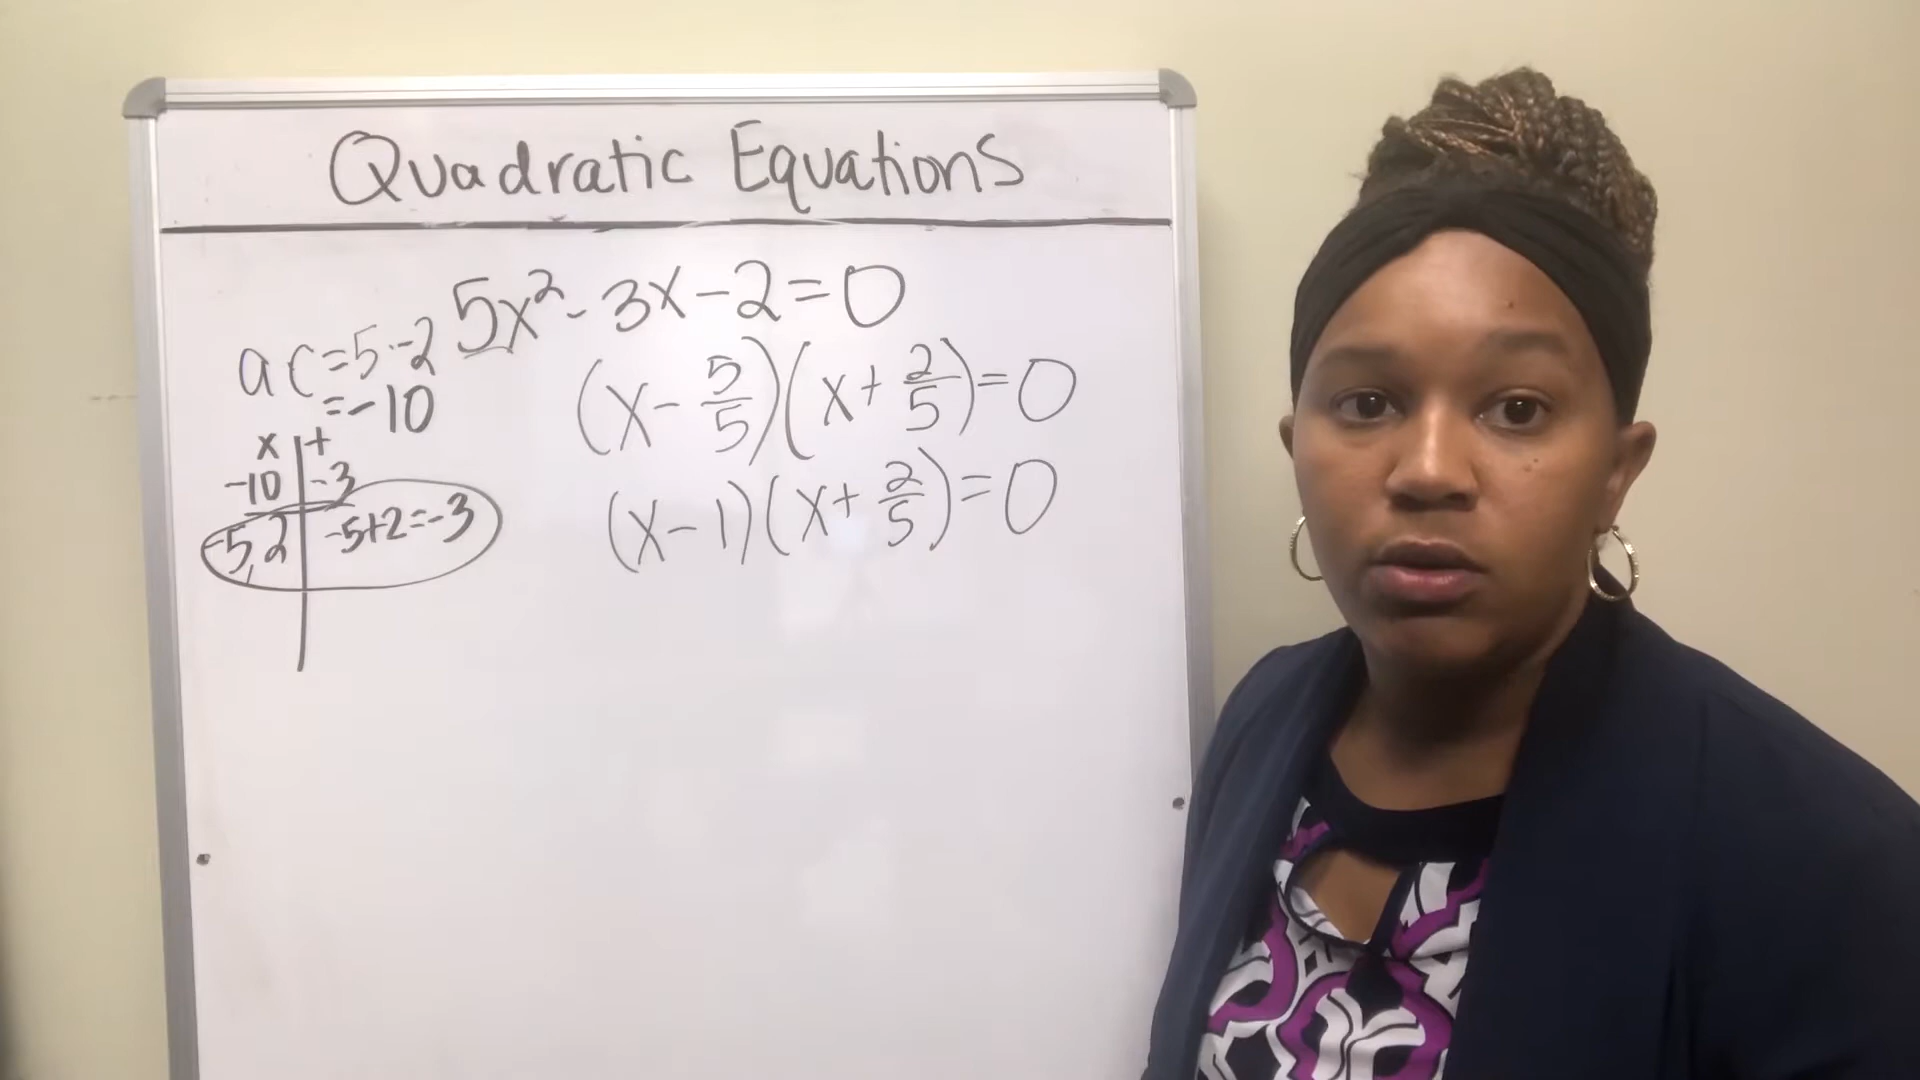 Quadratic Equations
5x² - 3x - 2 = 0
ac = 5·-2
= -10
(x - 5/5)(x + 2/5) = 0
(x - 1)(x + 2/5) = 0
x | +
-10 | -3
-5, 2 | -5+2=-3